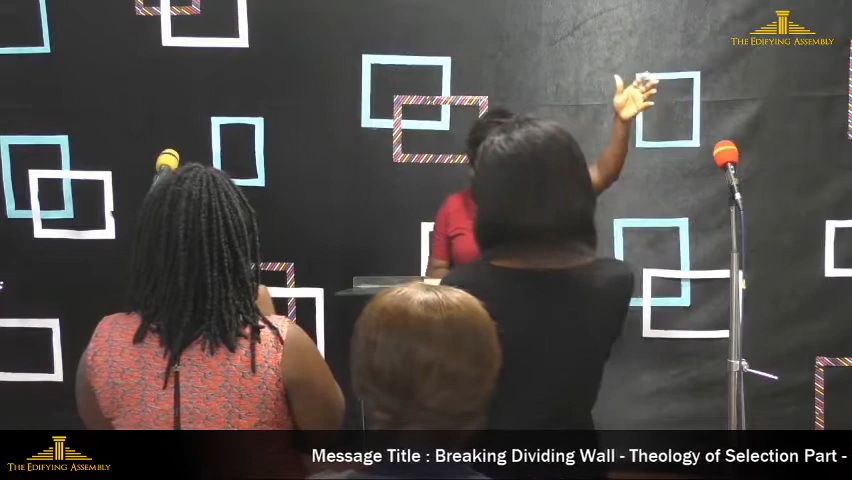 The Edifying Assembly
The Edifying Assembly
Message Title : Breaking Dividing Wall - Theology of Selection Part -